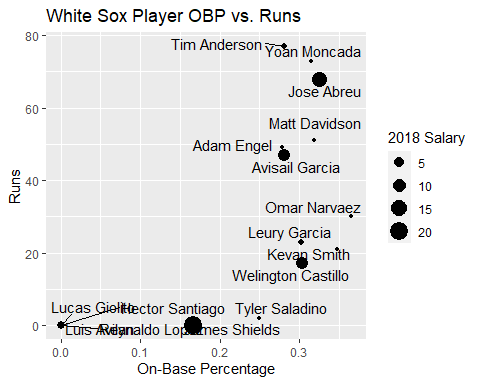 White Sox Player OBP vs. Runs
80
Tim Anderson
Yoan Moncada
Jose Abreu
60
Matt Davidson
Adam Engel
Avisail Garcia
Runs
40
Omar Narvaez
Leury Garcia
20
Kevan Smith
Welington Castillo
Lucas Giolito
Hector Santiago
Tyler Saladino
0
Luis Avilan
Reynaldo Lopez
James Shields
0.0
0.1
0.2
0.3
On-Base Percentage
2018 Salary
5
10
15
20